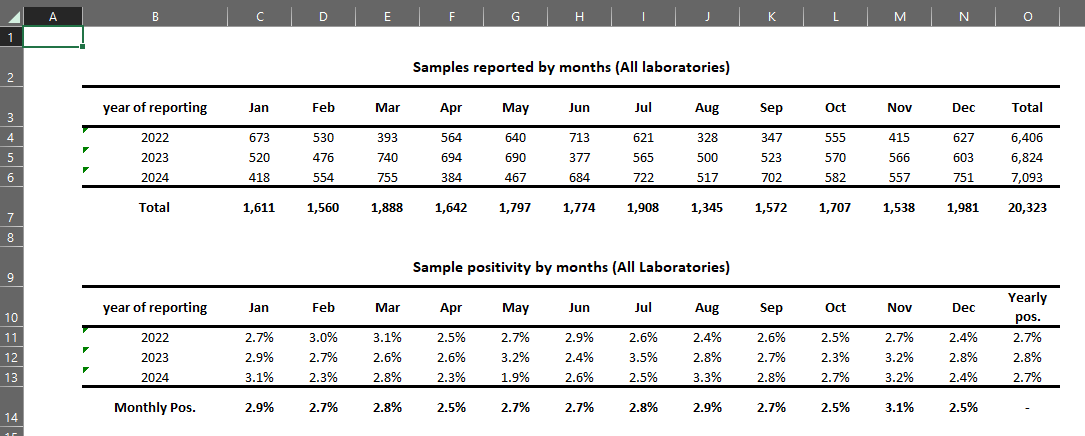 A B C D E F G H I J K L M N O
1
2 Samples reported by months (All laboratories)
3 year of reporting Jan Feb Mar Apr May Jun Jul Aug Sep Oct Nov Dec Total
4 2022 673 530 393 564 640 713 621 328 347 555 415 627 6,406
5 2023 520 476 740 694 690 377 565 500 523 570 566 603 6,824
6 2024 418 554 755 384 467 684 722 517 702 582 557 751 7,093
7 Total 1,611 1,560 1,888 1,642 1,797 1,774 1,908 1,345 1,572 1,707 1,538 1,981 20,323
8
9 Sample positivity by months (All Laboratories)
10 year of reporting Jan Feb Mar Apr May Jun Jul Aug Sep Oct Nov Dec Yearly pos.
11 2022 2.7% 3.0% 3.1% 2.5% 2.7% 2.9% 2.6% 2.4% 2.6% 2.5% 2.7% 2.4% 2.7%
12 2023 2.9% 2.7% 2.6% 2.6% 3.2% 2.4% 3.5% 2.8% 2.7% 2.3% 3.2% 2.8% 2.8%
13 2024 3.1% 2.3% 2.8% 2.3% 1.9% 2.6% 2.5% 3.3% 2.8% 2.7% 3.2% 2.4% 2.7%
14 Monthly Pos. 2.9% 2.7% 2.8% 2.5% 2.7% 2.7% 2.8% 2.9% 2.7% 2.5% 3.1% 2.5% -